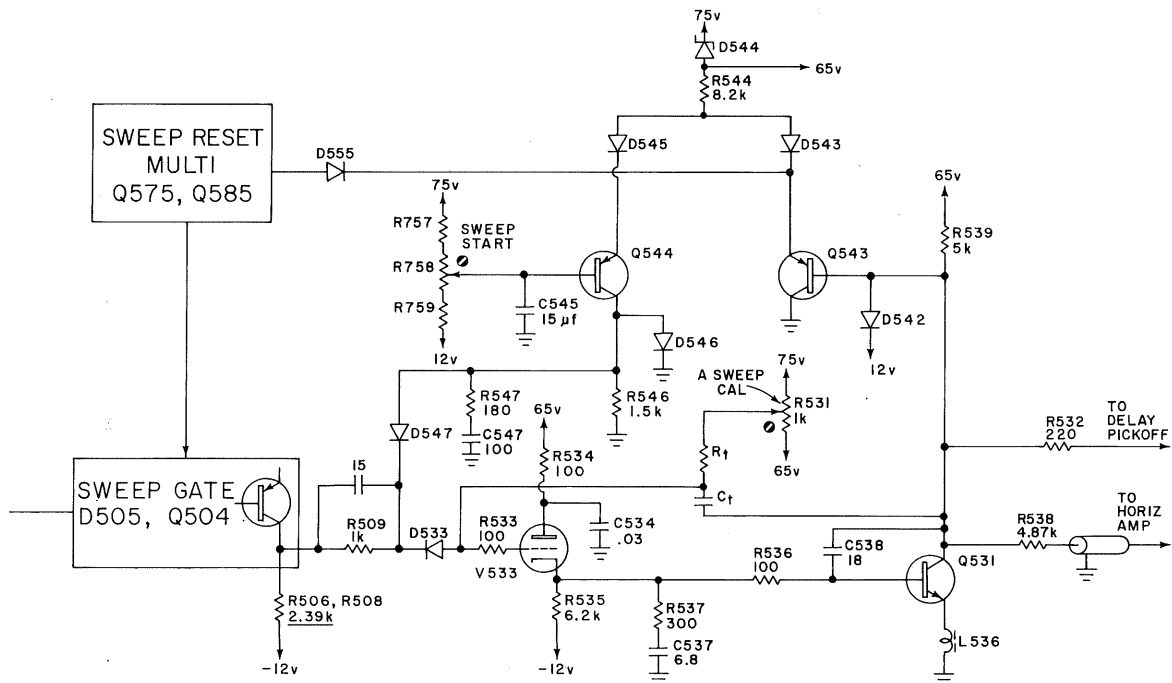 75v
D544
65v
R544
8.2k
SWEEP RESET
MULTI
Q575, Q585
D555
D545
D543
75v
R757
SWEEP
START
R758
R759
12v
Q544
C545
15µf
D546
Q543
65v
R539
5k
D542
12v
R547
180
C547
100
R546
1.5k
D547
65v
R534
100
A SWEEP
CAL
75v
R531
1k
65v
Rt
Ct
R532
220
TO
DELAY
PICKOFF
SWEEP GATE
D505, Q504
15
R509
1k
D533
R533
100
V533
C534
.03
R536
100
C538
18
Q531
R538
4.87k
TO
HORIZ
AMP
R506, R508
2.39k
-12v
R535
6.2k
-12v
R537
300
C537
6.8
L536